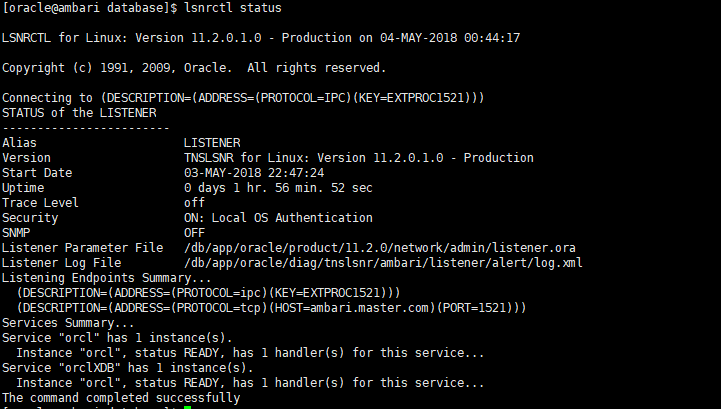 [oracle@ambari database]$ lsnrctl status
LSNRCTL for Linux: Version 11.2.0.1.0 - Production on 04-MAY-2018 00:44:17
Copyright (c) 1991, 2009, Oracle.  All rights reserved.
Connecting to (DESCRIPTION=(ADDRESS=(PROTOCOL=IPC)(KEY=EXTPROC1521)))
STATUS of the LISTENER
------------------------
Alias                     LISTENER
Version                   TNSLSNR for Linux: Version 11.2.0.1.0 - Production
Start Date                03-MAY-2018 22:47:24
Uptime                    0 days 1 hr. 56 min. 52 sec
Trace Level               off
Security                  ON: Local OS Authentication
SNMP                      OFF
Listener Parameter File   /db/app/oracle/product/11.2.0/network/admin/listener.ora
Listener Log File         /db/app/oracle/diag/tnslsnr/ambari/listener/alert/log.xml
Listening Endpoints Summary...
  (DESCRIPTION=(ADDRESS=(PROTOCOL=ipc)(KEY=EXTPROC1521)))
  (DESCRIPTION=(ADDRESS=(PROTOCOL=tcp)(HOST=ambari.master.com)(PORT=1521)))
Services Summary...
Service "orcl" has 1 instance(s).
  Instance "orcl", status READY, has 1 handler(s) for this service...
Service "orclXDB" has 1 instance(s).
  Instance "orcl", status READY, has 1 handler(s) for this service...
The command completed successfully